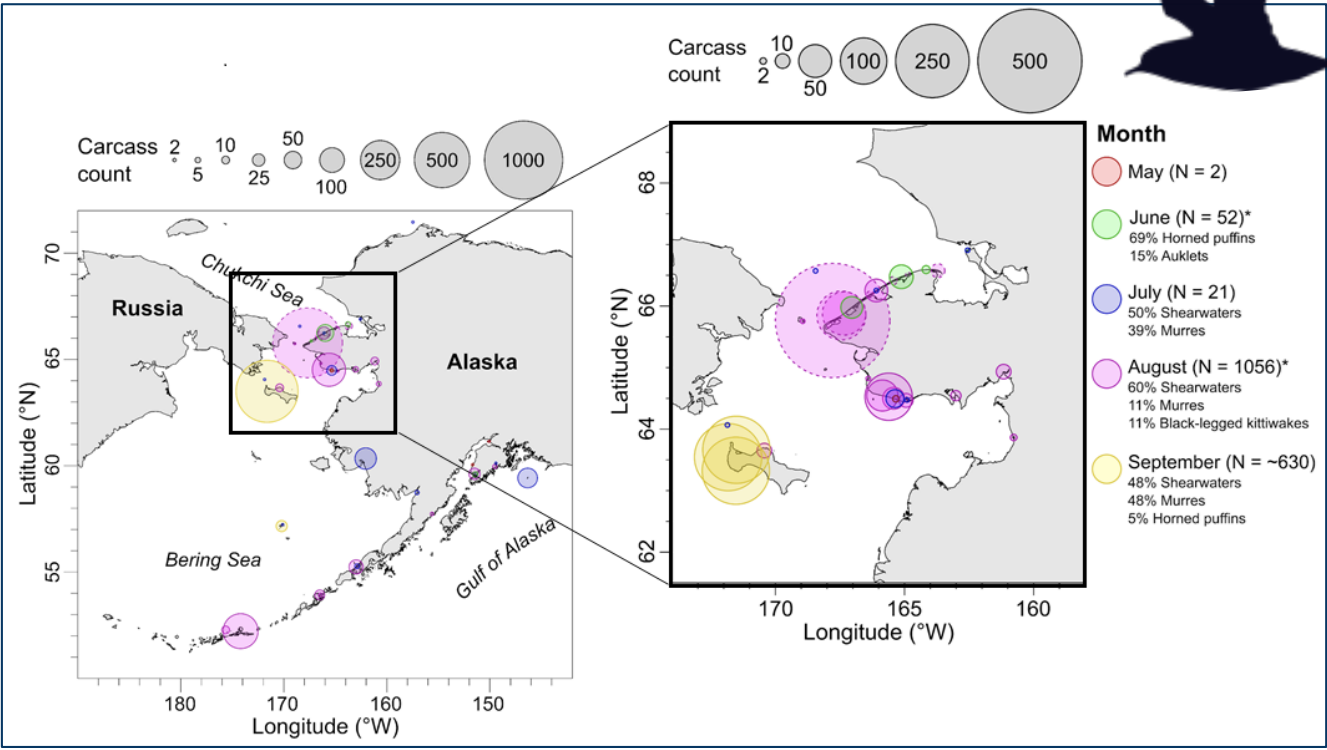 Carcass count
2
5
10
25
50
100
250
500
1000
Russia
Chukchi Sea
Alaska
Bering Sea
Gulf of Alaska
Latitude (°N)
70
65
60
55
180
170
160
150
Longitude (°W)
Carcass count
2
10
50
100
250
500
Latitude (°N)
68
66
64
62
170
165
160
Longitude (°W)
Month
May (N = 2)
June (N = 52)*
69% Horned puffins
15% Auklets
July (N = 21)
50% Shearwaters
39% Murres
August (N = 1056)*
60% Shearwaters
11% Murres
11% Black-legged kittiwakes
September (N = ~630)
48% Shearwaters
48% Murres
5% Horned puffins